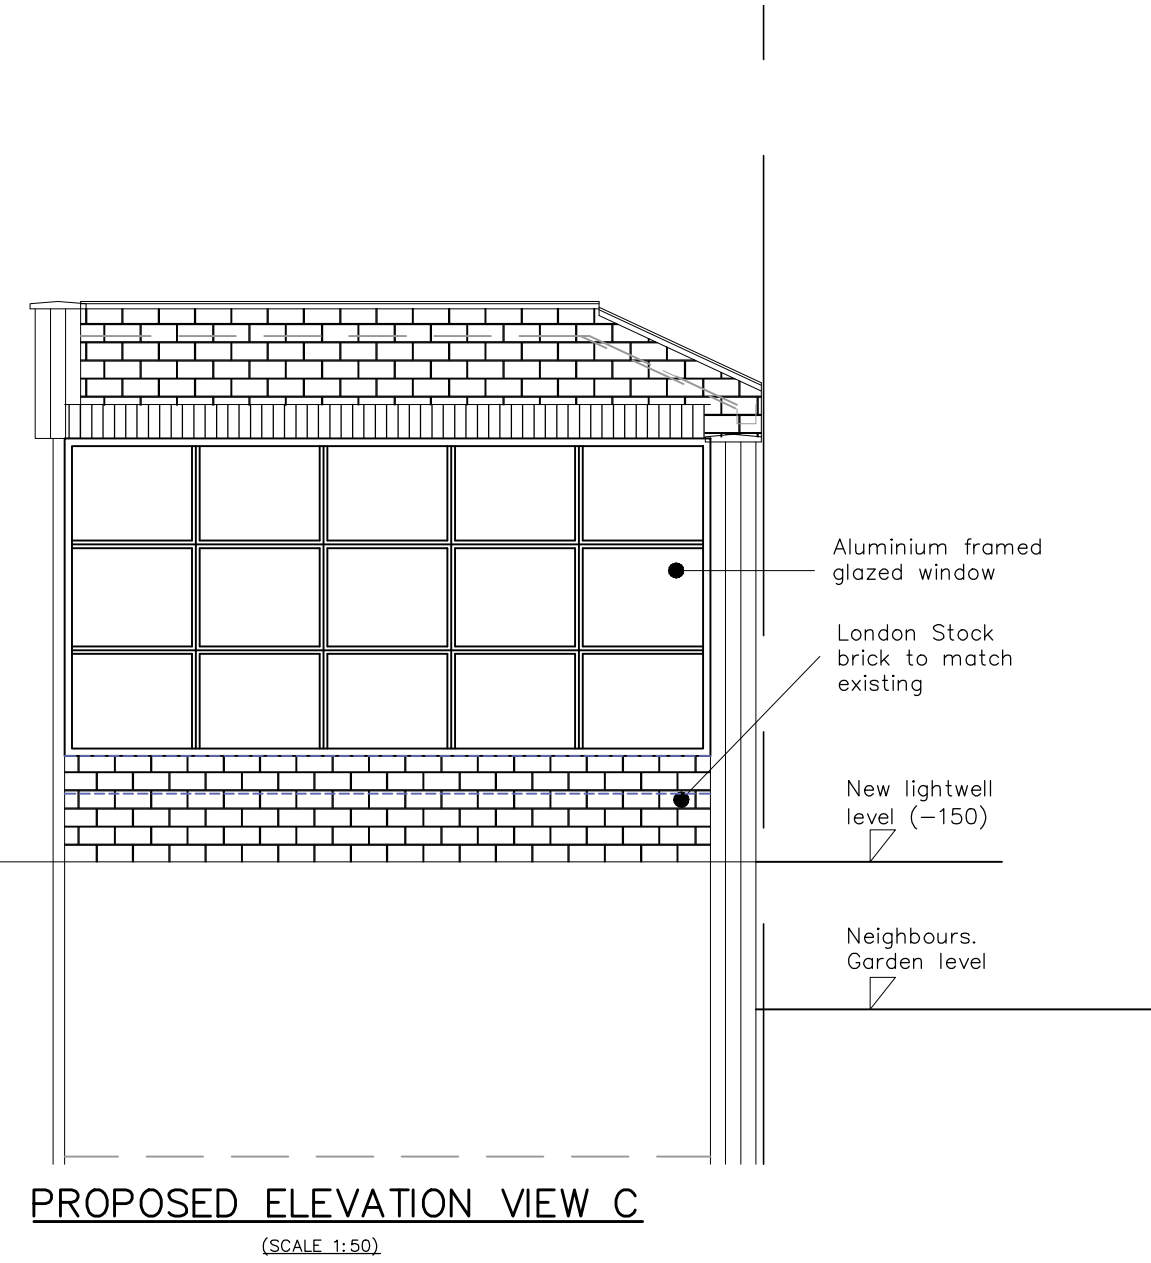 Aluminium framed
glazed window
London Stock
brick to match
existing
New lightwell
level (-150)
Neighbours.
Garden level
PROPOSED ELEVATION VIEW C
(SCALE 1:50)